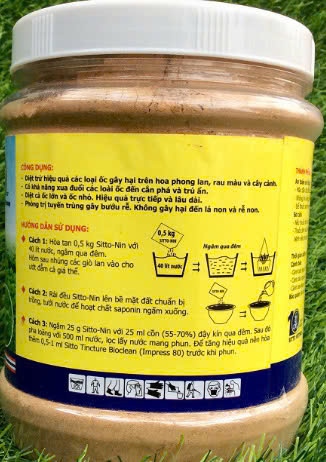 CÔNG DỤNG:
- Diệt trừ hiệu quả các loại ốc gây hại trên hoa phong lan, rau màu và cây cảnh.
- Có khả năng xua đuổi các loài ốc đến cắn phá và trú ẩn.
- Diệt cả ốc lớn và ốc nhỏ. Hiệu quả trực tiếp và lâu dài.
- Phòng trị tuyến trùng gây bướu rễ. Không gây hại đến lá non và rễ non.
HƯỚNG DẪN SỬ DỤNG:
Cách 1: Hòa tan 0,5 kg Sitto-Nin với
40 lít nước, ngâm qua đêm.
Hôm sau nhúng các giò lan vào cho
ướt đẫm cả giá thể.
0,5 kg
SITTO-NIN
40 lít nước
Ngâm qua đêm
Cách 2: Rải đều Sitto-Nin lên bề mặt đất chuẩn bị
trồng, tưới nước để hoạt chất saponin ngấm xuống.
Cách 3: Ngâm 25 g Sitto-Nin với 25 ml cồn (55-70%) đậy kín qua đêm. Sau đó
pha loãng với 500 ml nước, lọc lấy nước mang phun. Để tăng hiệu quả nên hòa
thêm 0,5-1 ml Sitto Tincture Bioclean (Impress 80) trước khi phun.